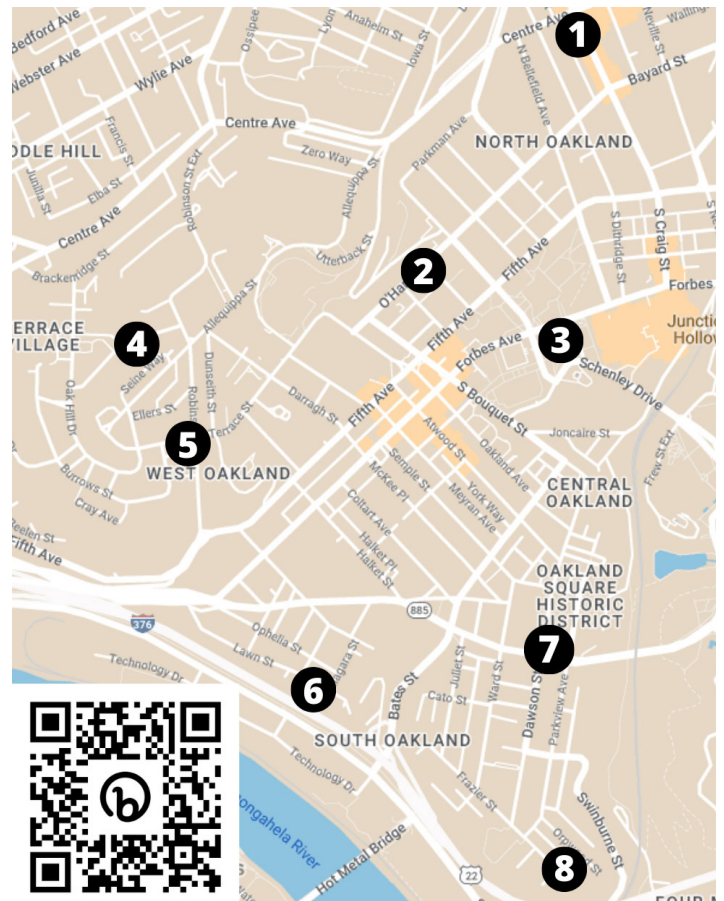 Bedford Ave
Webster Ave
Wylie Ave
Ossipee
Lyon
Anaheim St
Iowa St
Centre Ave
1
Neville St
N Bellefield Ave
Bayard St
Francis St
Junilla St
Elba St
DDLE HILL
Centre Ave
Zero Way
Robinson St Ext
Allequippa St
Parkman Ave
NORTH OAKLAND
Centre Ave
Brackenridge St
Utterback St
2
O'Ha
Fifth Ave
S Dithridge St
S Craig St
Forbes
ERRACE
VILLAGE
4
Allequippa St
Seine Way
Fifth Ave
Forbes Ave
3
Junctio
Hollow
Schenley Drive
Oak Hill Dr
Ellers St
Robins
Dunseith St
Terrace St
Darragh St
Fifth Ave
S Bouquet St
5
WEST OAKLAND
Atwood St
Oakland Ave
Joncaire St
Frew St Ext
Burrows St
Cray Ave
Semple St
McKee Pl
York Way
Meyran Ave
CENTRAL
OAKLAND
Coltart Ave
Halket Pl
Halket St
Fifth Ave
OAKLAND
SQUARE
HISTORIC
DISTRICT
885
376
Ophelia St
Lawn St
6
Technology Dr
Bates St
Juliet St
Ward St
Cato St
7
Dawson S
Parkview Ave
SOUTH OAKLAND
Technology Dr
Frazier St
Swinburne St
b
ongahela River
Hot Metal Bridge
22
8